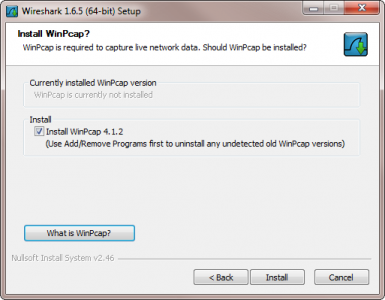 Wireshark 1.6.5 (64-bit) Setup
Install WinPcap?
WinPcap is required to capture live network data. Should WinPcap be installed?
Currently installed WinPcap version
WinPcap is currently not installed
Install
Install WinPcap 4.1.2
(Use Add/Remove Programs first to uninstall any undetected old WinPcap versions)
What is WinPcap?
Nullsoft Install System v2.46
< Back
Install
Cancel